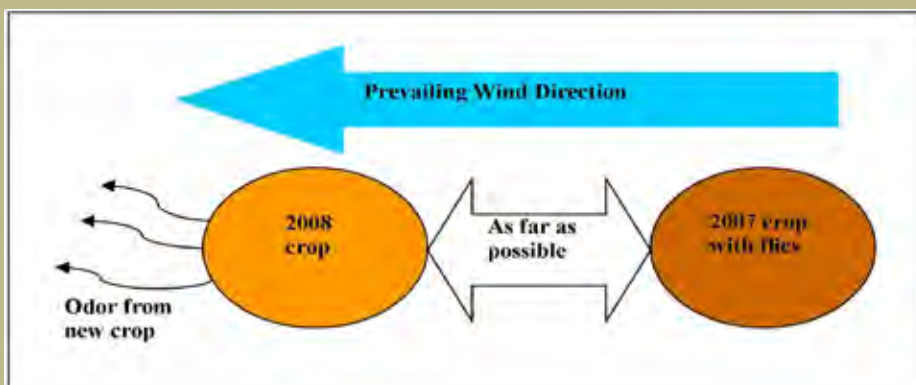 Prevailing Wind Direction
2008
crop
As far as
possible
2007 crop
with flies
Odor from
new crop